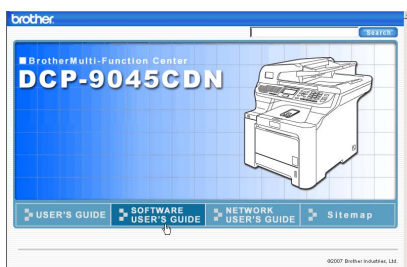 brother
Search
BrotherMulti-Function Center
DCP-9045CDN
USER'S GUIDE
SOFTWARE
USER'S GUIDE
NETWORK
USER'S GUIDE
Sitemap
©2007 Brother Industries, Ltd.